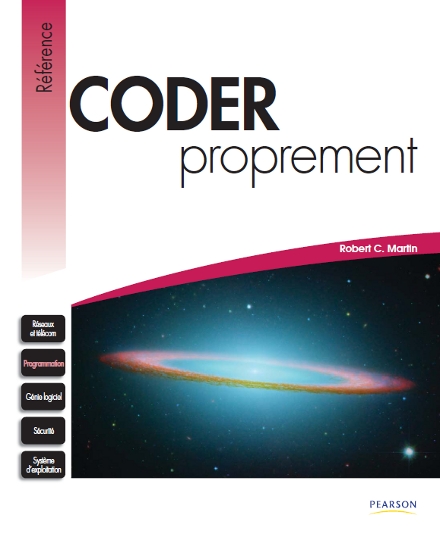 Référence
CODER
proprement
Robert C. Martin
Réseaux
et télécom
Programmation
Génie logiciel
Sécurité
Système
d'exploitation
PEARSON